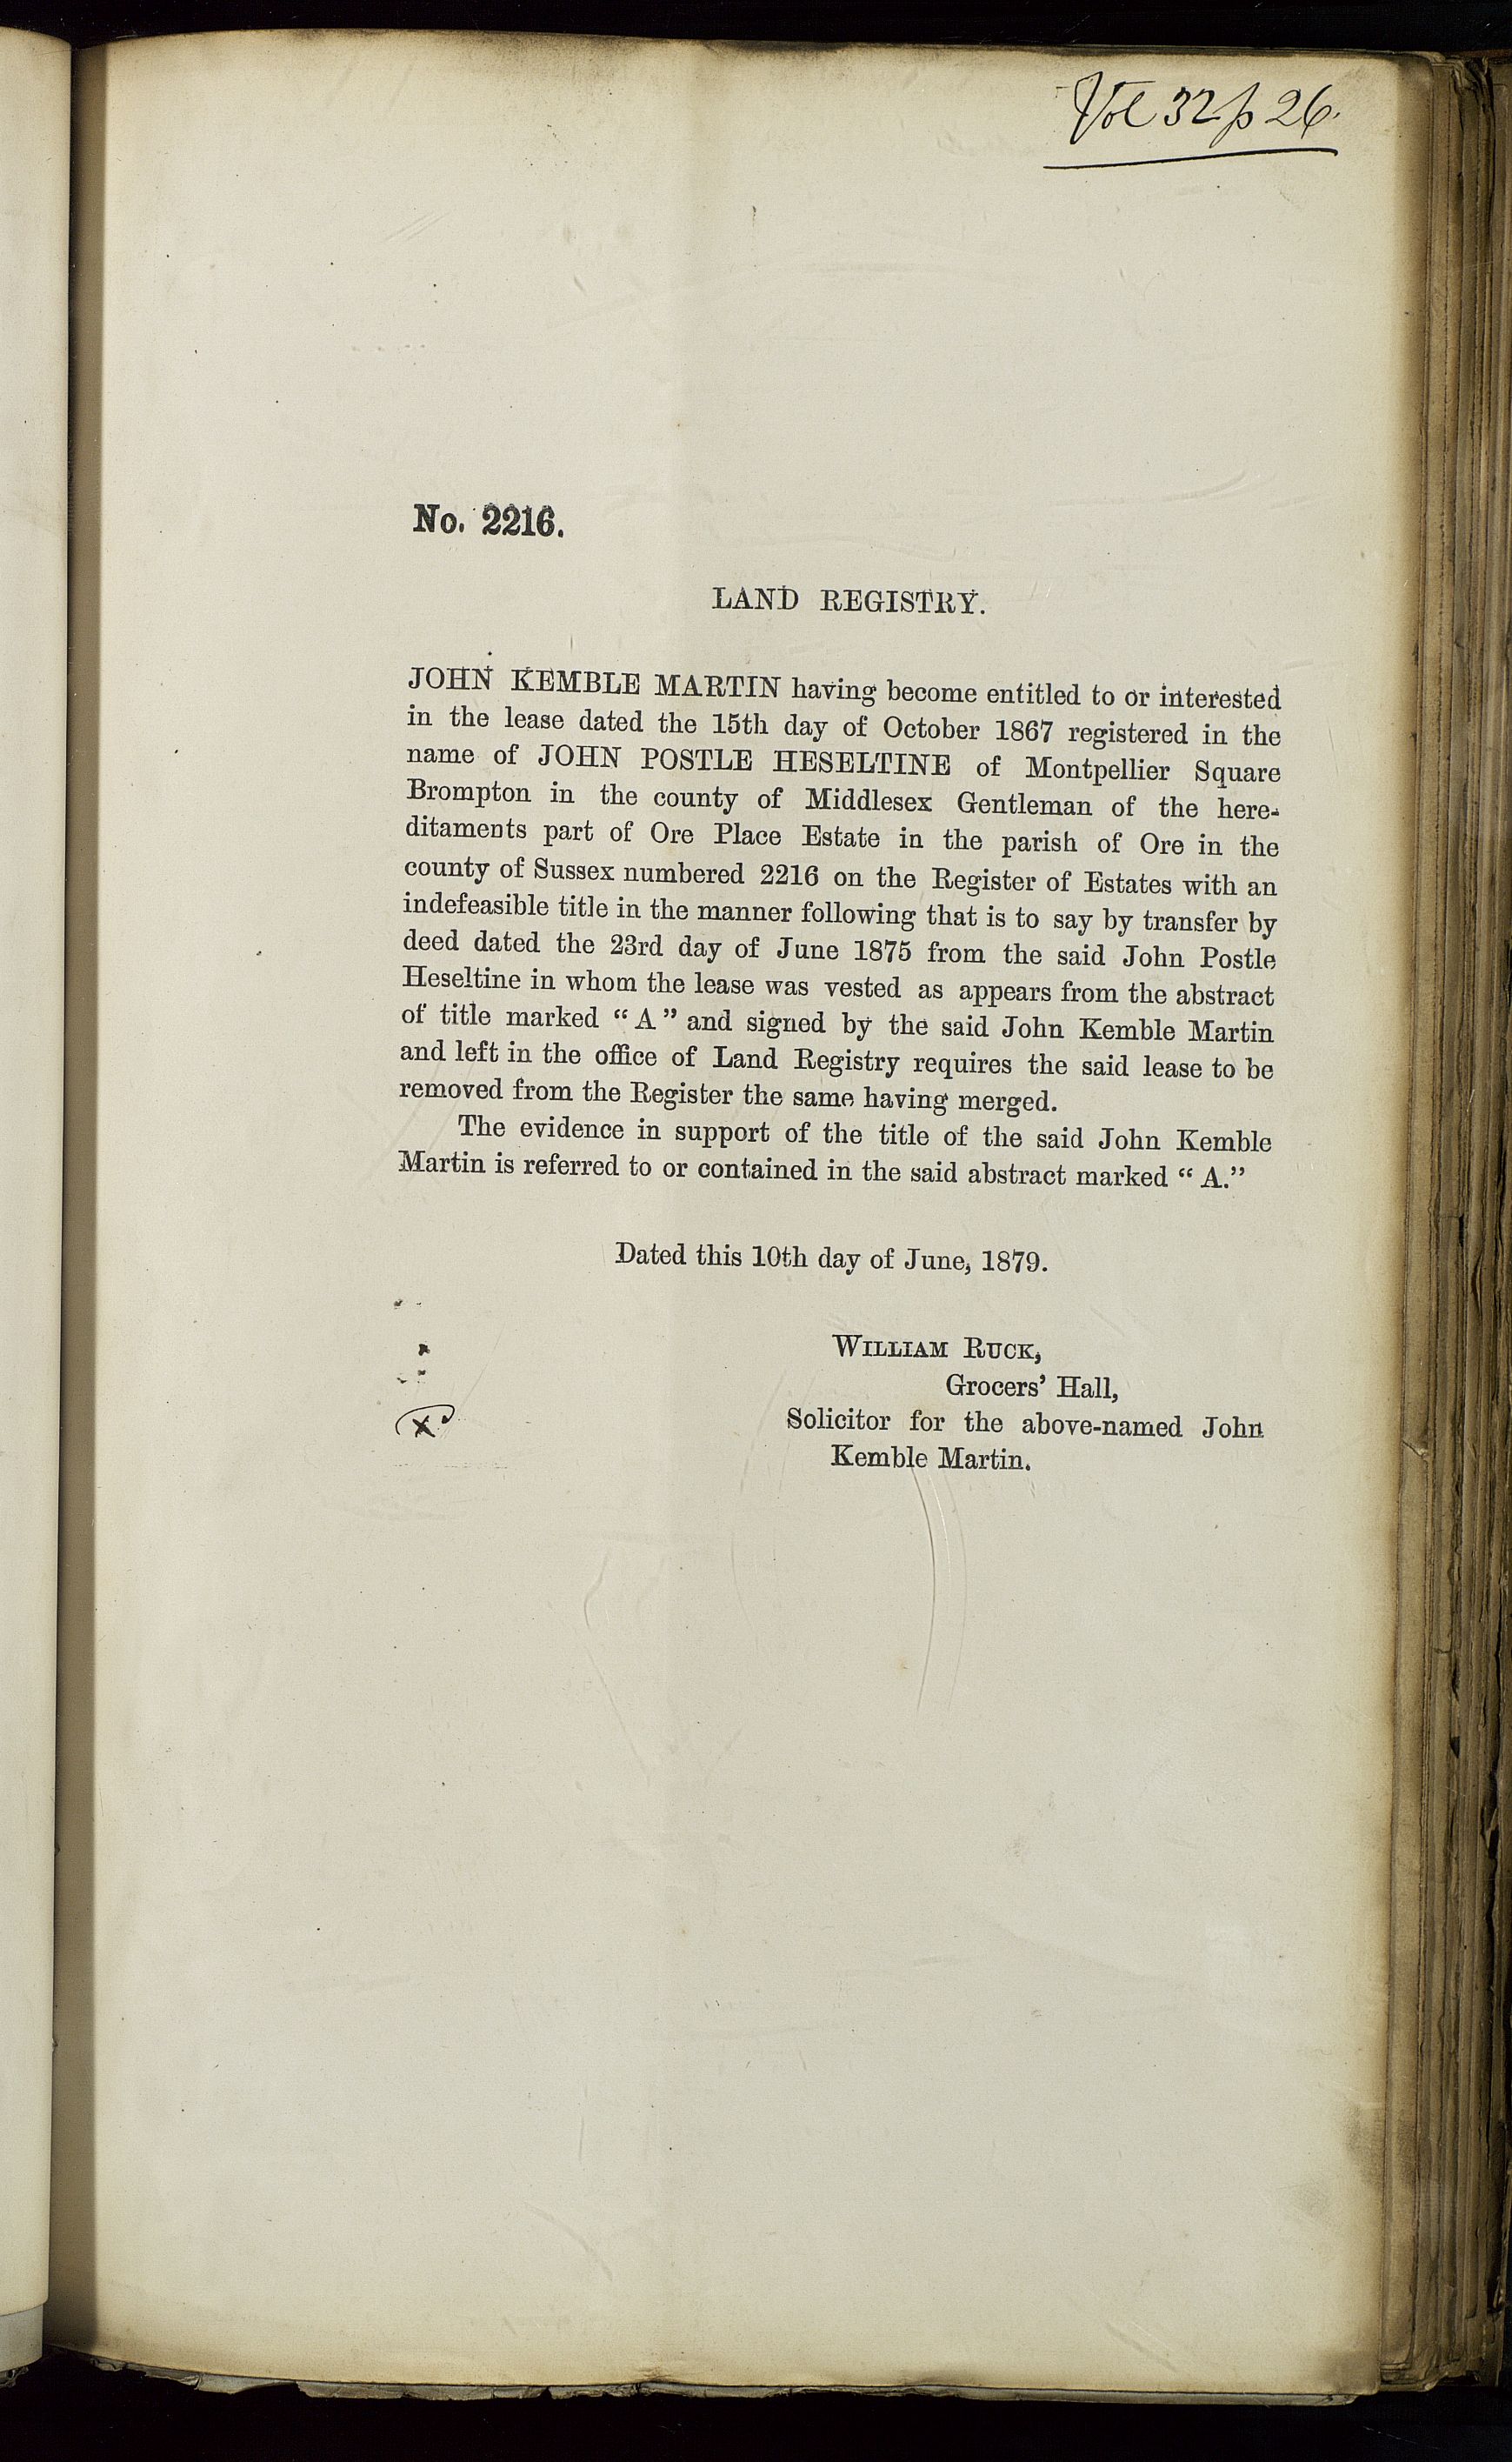 Vol 32 p 26.
No. 2216.
LAND REGISTRY.
JOHN KEMBLE MARTIN having become entitled to or interested
in the lease dated the 15th day of October 1867 registered in the
name of JOHN POSTLE HESELTINE of Montpellier Square
Brompton in the county of Middlesex Gentleman of the here-
ditaments part of Ore Place Estate in the parish of Ore in the
county of Sussex numbered 2216 on the Register of Estates with an
indefeasible title in the manner following that is to say by transfer by
deed dated the 23rd day of June 1875 from the said John Postle
Heseltine in whom the lease was vested as appears from the abstract
of title marked “A” and signed by the said John Kemble Martin
and left in the office of Land Registry requires the said lease to be
removed from the Register the same having merged.
The evidence in support of the title of the said John Kemble
Martin is referred to or contained in the said abstract marked “A.”
Dated this 10th day of June, 1879.
WILLIAM RUCK,
Grocers’ Hall,
Solicitor for the above-named John
Kemble Martin.